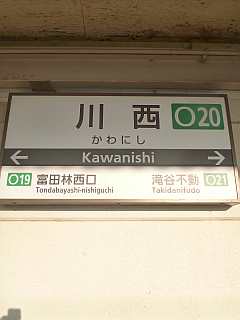 川西 O20
かわにし
← Kawanishi →
O19 富田林西口 滝谷不動 O21
Tondabayashi-nishiguchi Takidanifudo